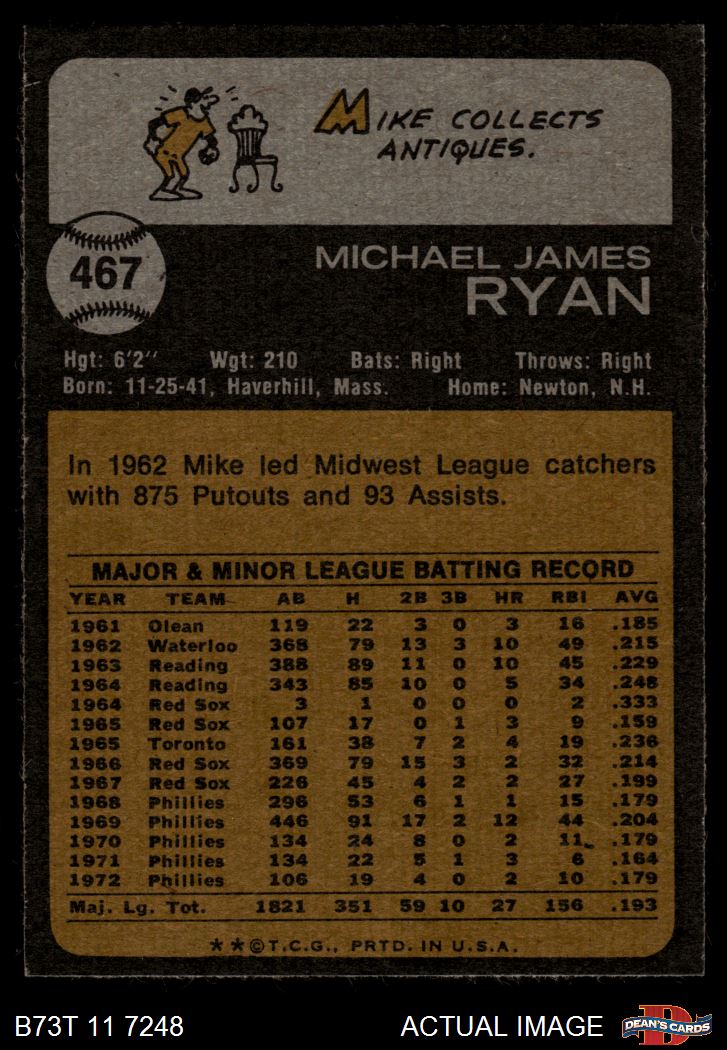 MIKE COLLECTS
ANTIQUES.
467
MICHAEL JAMES
RYAN
Hgt: 6'2" Wgt: 210 Bats: Right Throws: Right
Born: 11-25-41, Haverhill, Mass. Home: Newton, N.H.
In 1962 Mike led Midwest League catchers
with 875 Putouts and 93 Assists.
MAJOR & MINOR LEAGUE BATTING RECORD
YEAR TEAM AB H 2B 3B HR RBI AVG
1961 Olean 119 22 3 0 3 16 .185
1962 Waterloo 368 79 13 3 10 49 .215
1963 Reading 388 89 11 0 10 45 .229
1964 Reading 343 85 10 0 5 34 .248
1964 Red Sox 3 1 0 0 0 2 .333
1965 Red Sox 107 17 0 1 3 9 .159
1965 Toronto 161 38 7 2 4 19 .236
1966 Red Sox 369 79 15 3 2 32 .214
1967 Red Sox 226 45 4 2 2 27 .199
1968 Phillies 296 53 6 1 1 15 .179
1969 Phillies 446 91 17 2 12 44 .204
1970 Phillies 134 24 8 0 2 11 .179
1971 Phillies 134 22 5 1 3 6 .164
1972 Phillies 106 19 4 0 2 10 .179
Maj. Lg. Tot. 1821 351 59 10 27 156 .193
**©T.C.G., PRTD. IN U.S.A.
B73T 11 7248 ACTUAL IMAGE DEAN'S CARDS